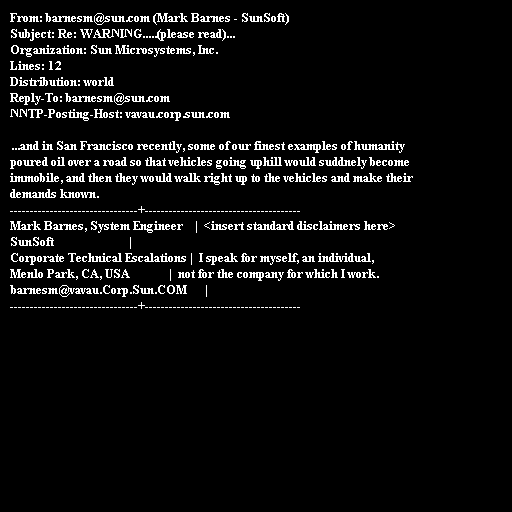 From: barnesm@sun.com (Mark Barnes - SunSoft)
Subject: Re: WARNING.....(please read)...
Organization: Sun Microsystems, Inc.
Lines: 12
Distribution: world
Reply-To: barnesm@sun.com
NNTP-Posting-Host: vavau.corp.sun.com

...and in San Francisco recently, some of our finest examples of humanity
poured oil over a road so that vehicles going uphill would suddnely become
immobile, and then they would walk right up to the vehicles and make their
demands known.
--------------------------------+---------------------------------------
Mark Barnes, System Engineer | <insert standard disclaimers here>
SunSoft |
Corporate Technical Escalations | I speak for myself, an individual,
Menlo Park, CA, USA | not for the company for which I work.
barnesm@vavau.Corp.Sun.COM |
--------------------------------+---------------------------------------